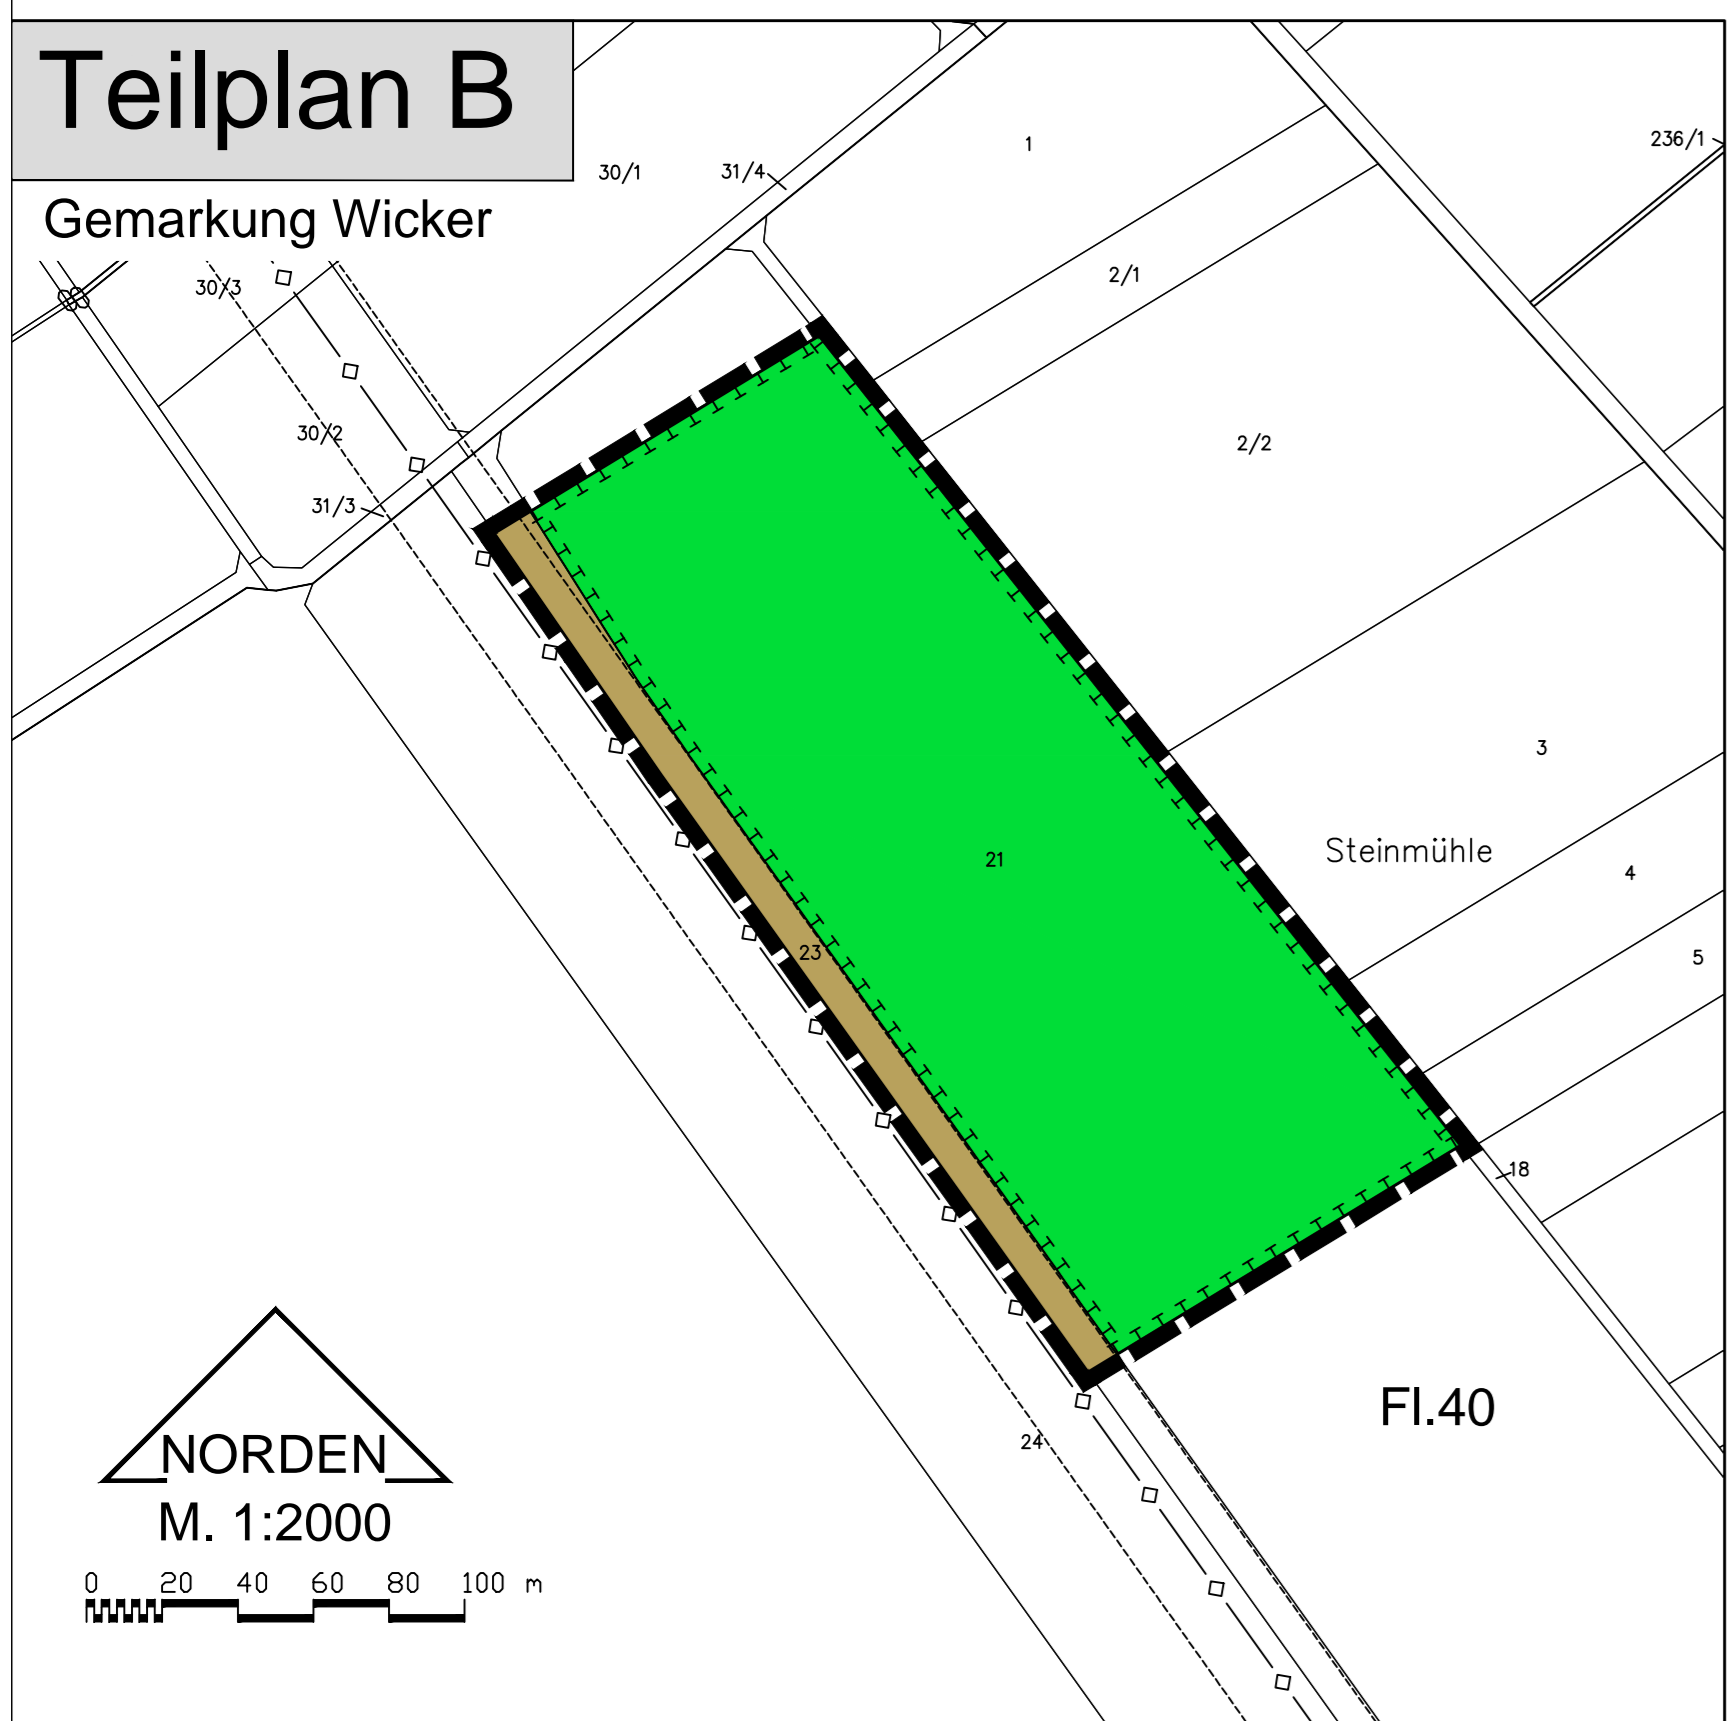 Teilplan B
Gemarkung Wicker
1
236/1
30/1
31/4
2/1
30/3
30/2
2/2
31/3
3
Steinmühle
21
4
23
5
18
Fl.40
24
NORDEN
M. 1:2000
0 20 40 60 80 100 m